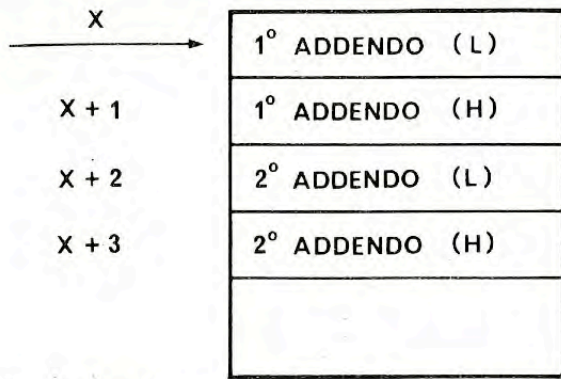 X 1° ADDENDO (L)
X + 1 1° ADDENDO (H)
X + 2 2° ADDENDO (L)
X + 3 2° ADDENDO (H)